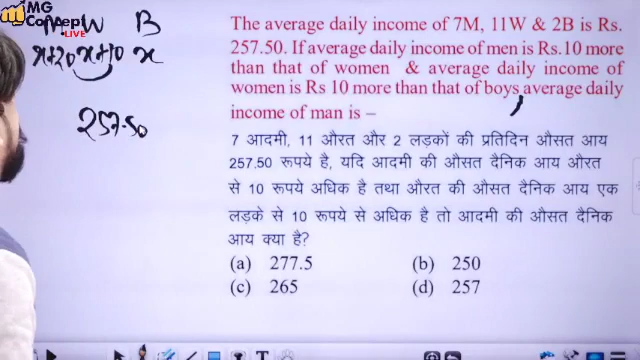 MG Concept
LIVE
M W B
x+20 x+10 x
257.50
The average daily income of 7M, 11W & 2B is Rs.
257.50. If average daily income of men is Rs.10 more
than that of women & average daily income of
women is Rs 10 more than that of boys average daily
income of man is –
7 आदमी, 11 औरत और 2 लड़कों की प्रतिदिन औसत आय
257.50 रूपये है, यदि आदमी की औसत दैनिक आय औरत
से 10 रूपये अधिक है तथा औरत की औसत दैनिक आय एक
लड़के से 10 रूपये से अधिक है तो आदमी की औसत दैनिक
आय क्या है?
(a) 277.5 (b) 250
(c) 265 (d) 257